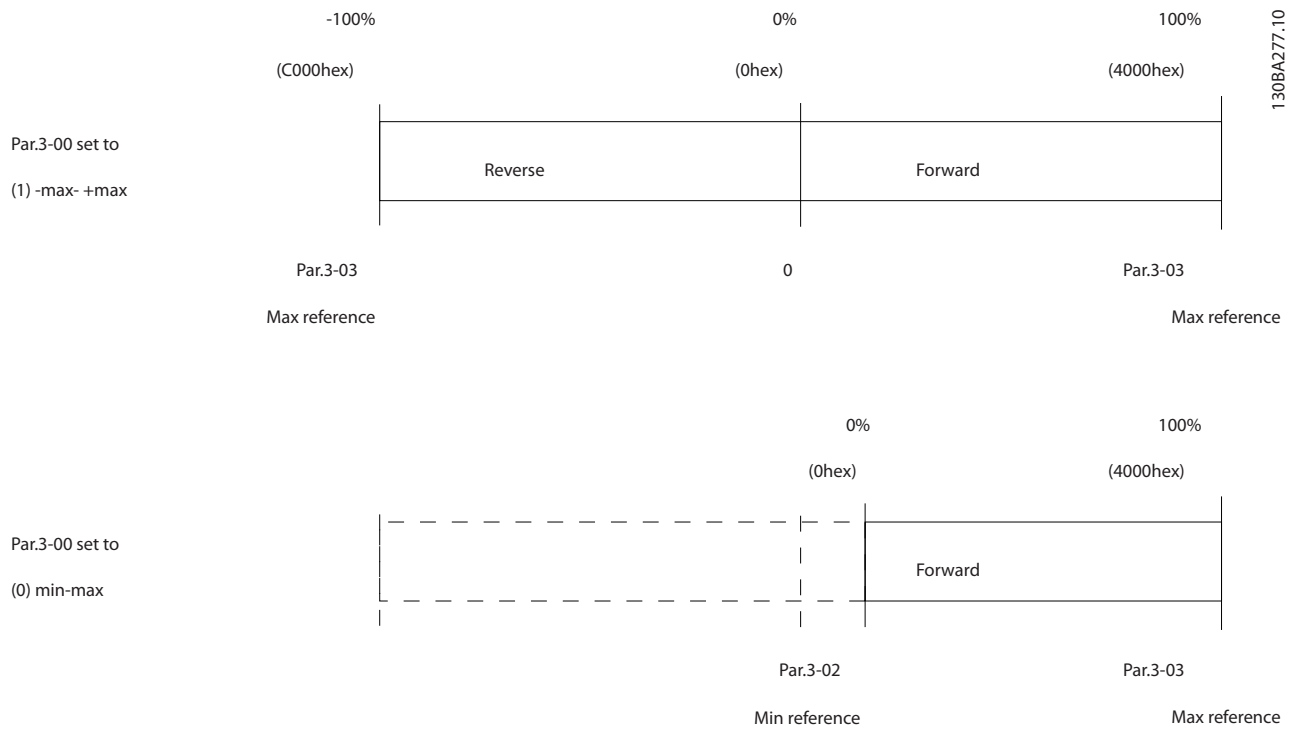 -100% 0% 100%
(C000hex) (0hex) (4000hex)
130BA277.10
Par.3-00 set to
(1) -max- +max
Reverse Forward
Par.3-03 0 Par.3-03
Max reference Max reference
0% 100%
(0hex) (4000hex)
Par.3-00 set to
(0) min-max
Forward
Par.3-02 Par.3-03
Min reference Max reference